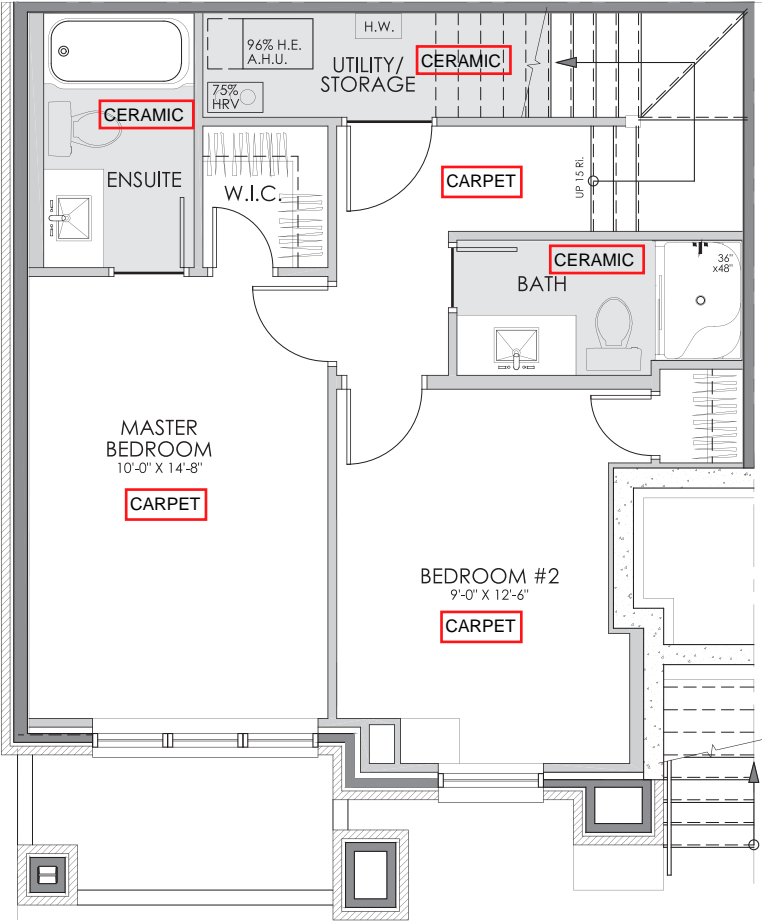 H.W.
96% H.E.
A.H.U.
UTILITY/
STORAGE
CERAMIC
75%
HRV
CERAMIC
ENSUITE
W.I.C.
CARPET
UP 15 RI.
CERAMIC
BATH
36"
x48"
MASTER
BEDROOM
10'-0" X 14'-8"
CARPET
BEDROOM #2
9'-0" X 12'-6"
CARPET